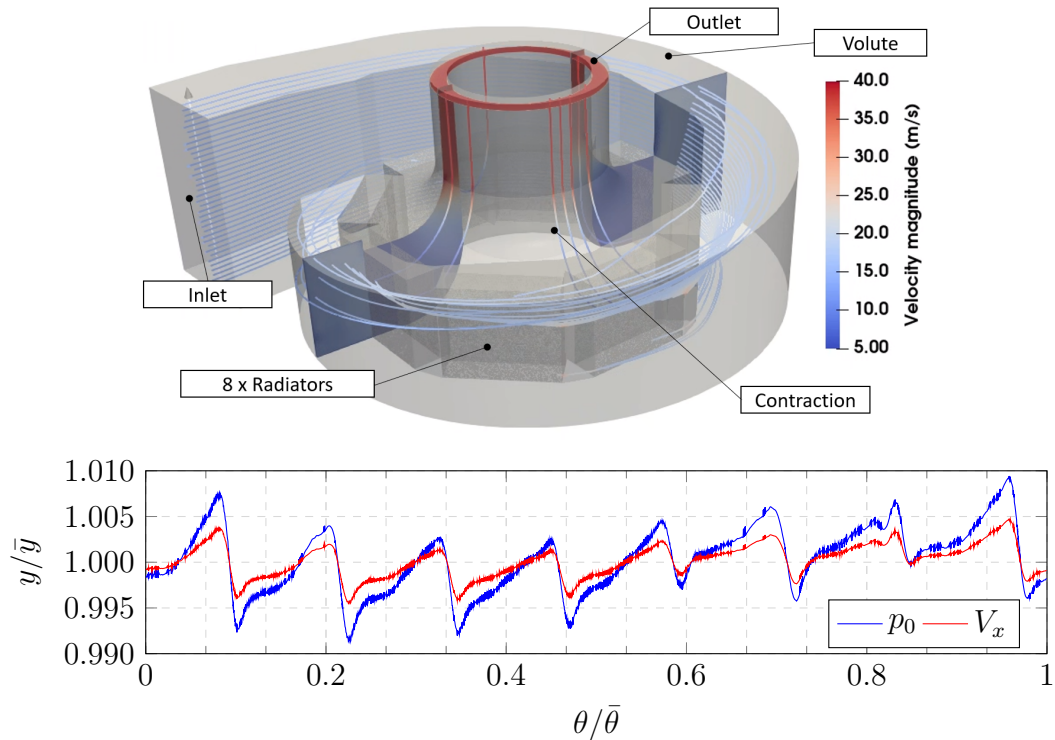 Outlet
Volute
40.0
35.0
30.0
25.0
20.0
15.0
10.0
5.00
Velocity magnitude (m/s)
Inlet
8 x Radiators
Contraction
1.010
1.005
1.000
0.995
0.990
y/ȳ
p₀
Vₓ
0
0.2
0.4
0.6
0.8
1
θ/θ̄